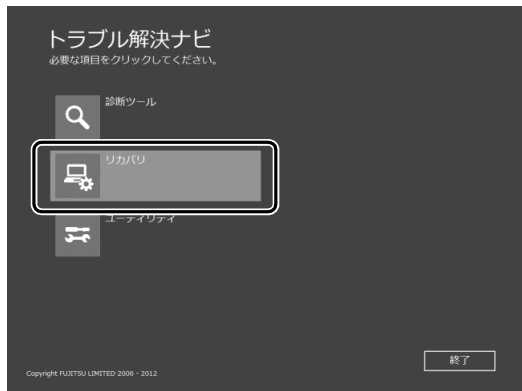 トラブル解決ナビ
必要な項目をクリックしてください。
診断ツール
リカバリ
ユーティリティ
終了
Copyright FUJITSU LIMITED 2006 - 2012